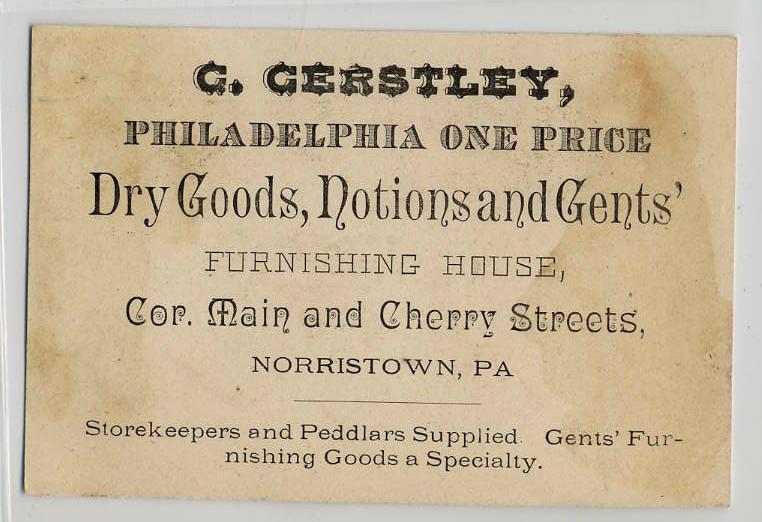 G. GERSTLEY,
PHILADELPHIA ONE PRICE
Dry Goods, Notions and Gents'
FURNISHING HOUSE,
Cor. Main and Cherry Streets,
NORRISTOWN, PA
Storekeepers and Peddlars Supplied. Gents' Fur-
nishing Goods a Specialty.